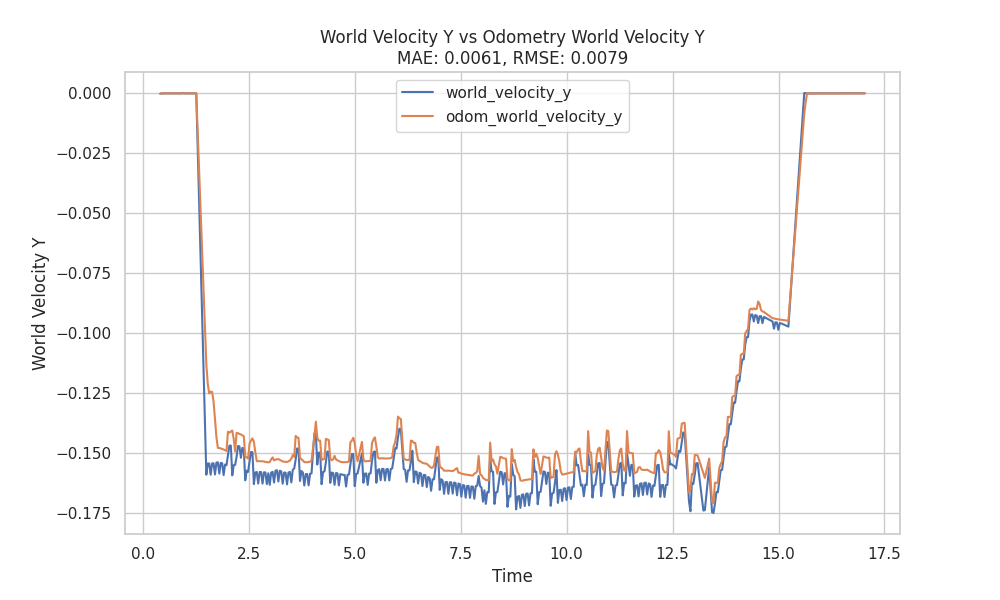 World Velocity Y vs Odometry World Velocity Y
MAE: 0.0061, RMSE: 0.0079
world_velocity_y
odom_world_velocity_y
World Velocity Y
0.000
−0.025
−0.050
−0.075
−0.100
−0.125
−0.150
−0.175
0.0 2.5 5.0 7.5 10.0 12.5 15.0 17.5
Time